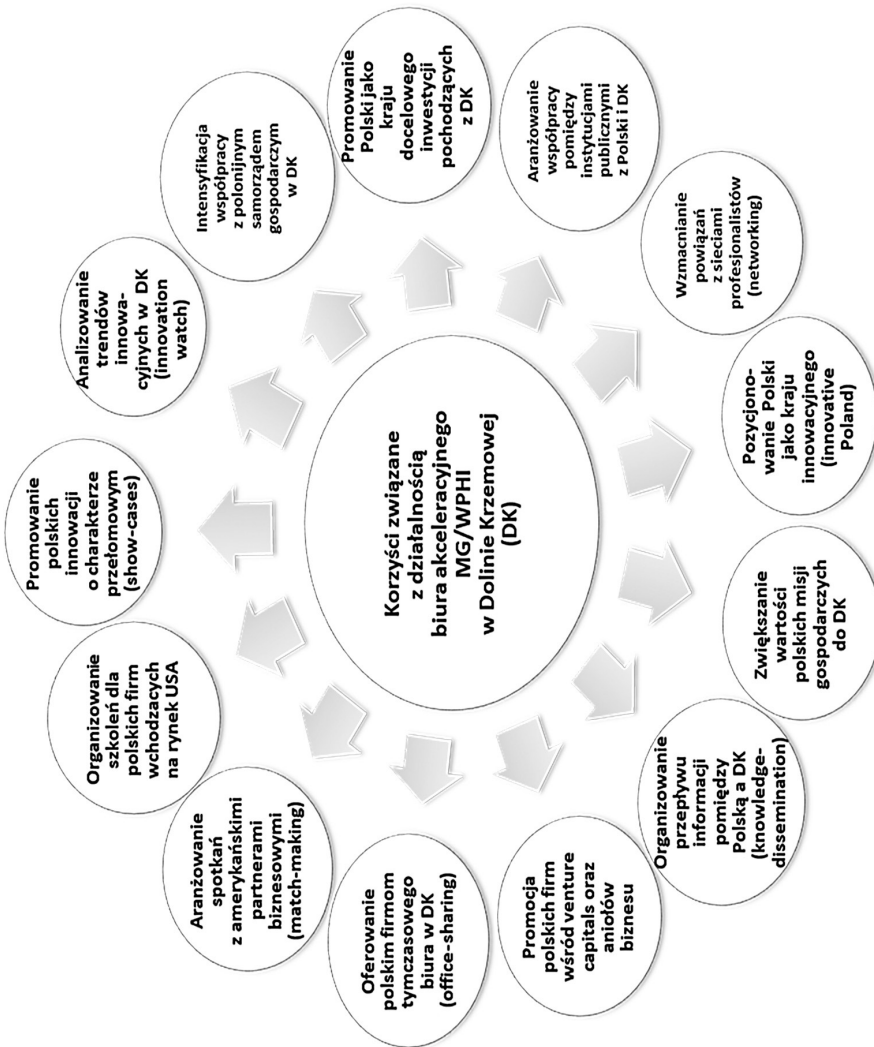 Promowanie
polskich
innowacji
o charakterze
przełomowym
(show-cases)
Analizowanie
trendów
innowa-
cyjnych w DK
(innovation
watch)
Intensyfikacja
współpracy
z polonijnym
samorządem
gospodarczym
w DK
Promowanie
Polski jako
kraju
docelowego
inwestycji
pochodzących
z DK
Aranżowanie
współpracy
pomiędzy
instytucjami
publicznymi
z Polski i DK
Wzmacnianie
powiązań
z sieciami
profesjonalistów
(networking)
Pozycjono-
wanie Polski
jako kraju
innowacyjnego
(innovative
Poland)
Zwiększanie
wartości
polskich misji
gospodarczych
do DK
Organizowanie
przepływu
informacji
pomiędzy
Polską a DK
(knowledge-
dissemination)
Promocja
polskich firm
wśród venture
capitals oraz
aniołów
biznesu
Oferowanie
polskim firmom
tymczasowego
biura w DK
(office-sharing)
Aranżowanie
spotkań
z amerykańskimi
partnerami
biznesowymi
(match-making)
Organizowanie
szkoleń dla
polskich firm
wchodzacych
na rynek USA
Korzyści związane
z działalnością
biura akceleracyjnego
MG/WPHI
w Dolinie Krzemowej
(DK)